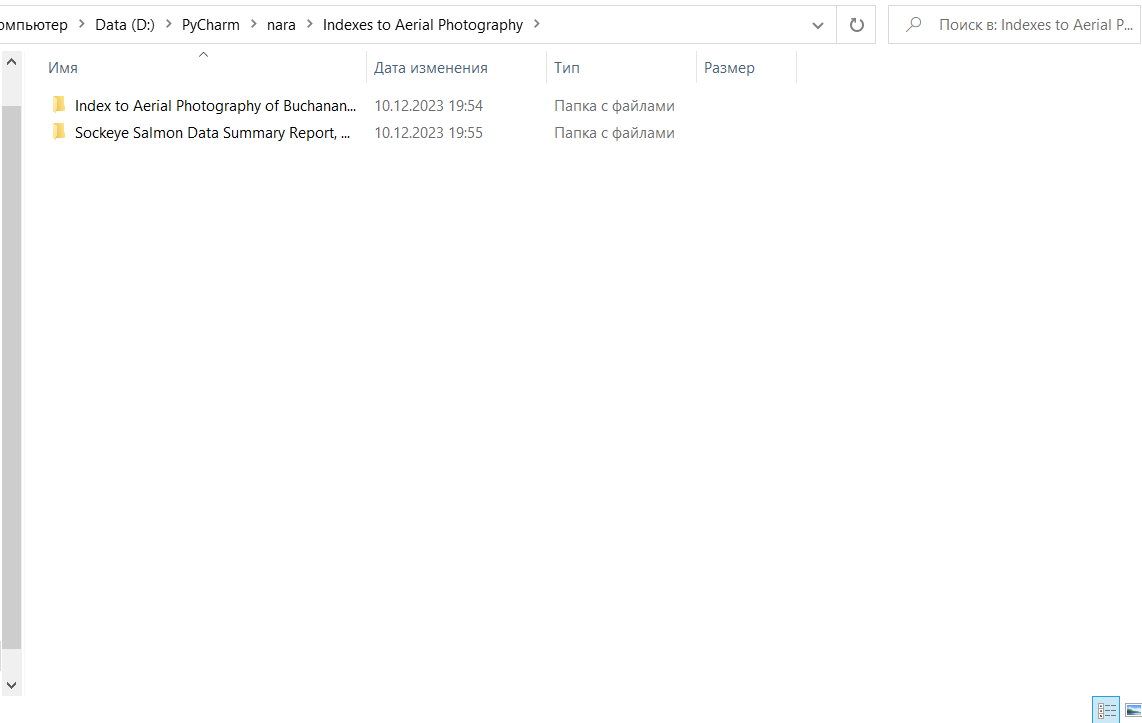 омпьютер > Data (D:) > PyCharm > nara > Indexes to Aerial Photography >
Поиск в: Indexes to Aerial P...
Имя Дата изменения Тип Размер
Index to Aerial Photography of Buchanan... 10.12.2023 19:54 Папка с файлами
Sockeye Salmon Data Summary Report, ... 10.12.2023 19:55 Папка с файлами